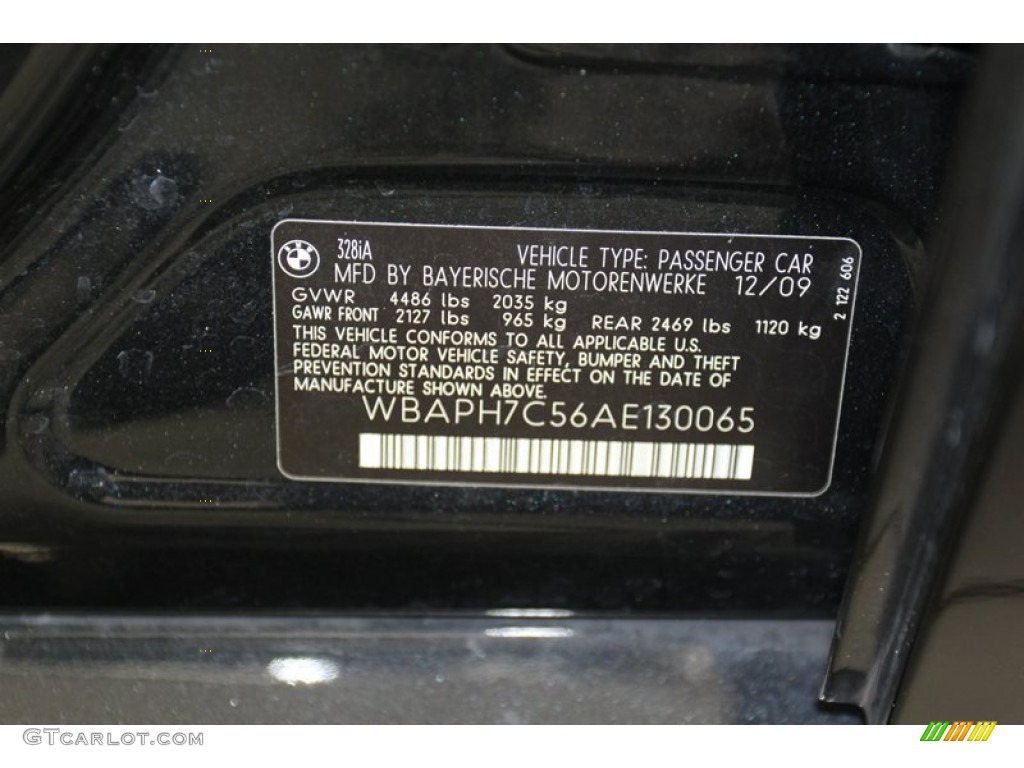 BMW
328iA
VEHICLE TYPE: PASSENGER CAR
MFD BY BAYERISCHE MOTORENWERKE 12/09
GVWR 4486 lbs 2035 kg
GAWR FRONT 2127 lbs 965 kg REAR 2469 lbs 1120 kg
THIS VEHICLE CONFORMS TO ALL APPLICABLE U.S.
FEDERAL MOTOR VEHICLE SAFETY, BUMPER AND THEFT
PREVENTION STANDARDS IN EFFECT ON THE DATE OF
MANUFACTURE SHOWN ABOVE.
WBAPH7C56AE130065
2 122 606
GTcarlot.com